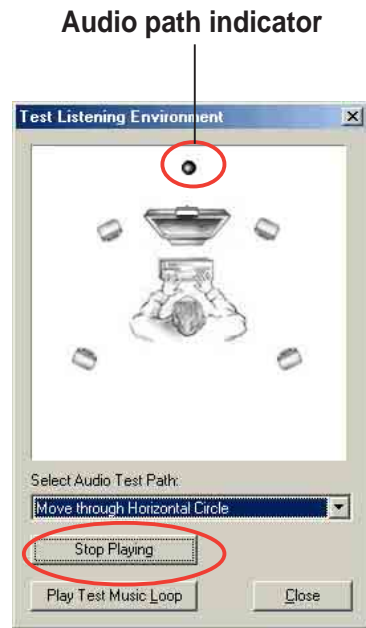 Audio path indicator
Test Listening Environment
Select Audio Test Path:
Move through Horizontal Circle
Stop Playing
Play Test Music Loop
Close